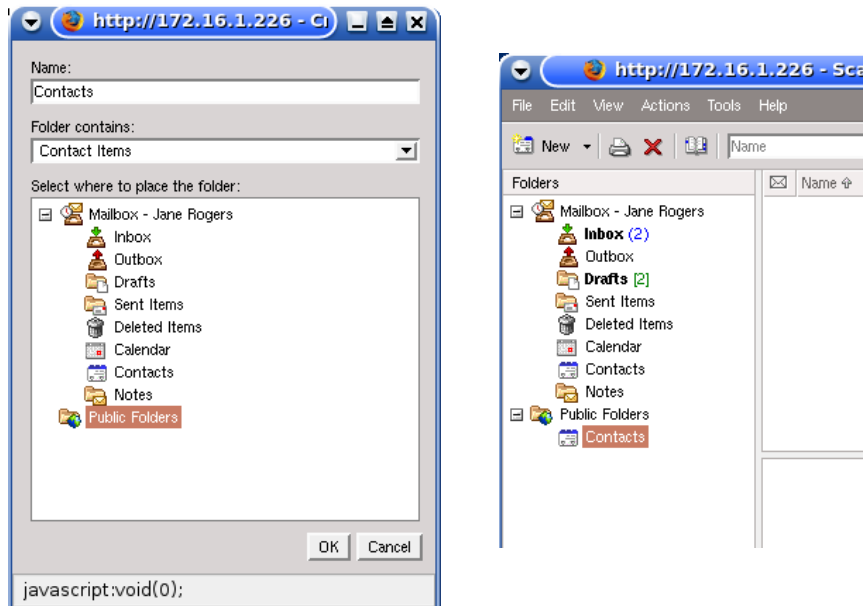 http://172.16.1.226 - Cr
Name:
Contacts
Folder contains:
Contact Items
Select where to place the folder:
Mailbox - Jane Rogers
Inbox
Outbox
Drafts
Sent Items
Deleted Items
Calendar
Contacts
Notes
Public Folders
OK Cancel
javascript:void(0);
http://172.16.1.226 - Sca
File Edit View Actions Tools Help
New Name
Folders Name
Mailbox - Jane Rogers
Inbox (2)
Outbox
Drafts [2]
Sent Items
Deleted Items
Calendar
Contacts
Notes
Public Folders
Contacts